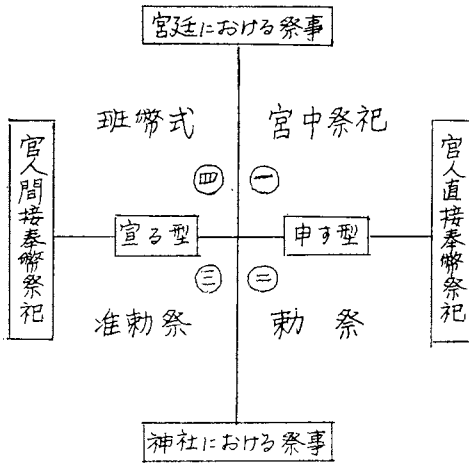 宮廷における祭事
班幣式
宮中祭祀
四
一
官人間接奉幣祭祀
宣る型
申す型
官人直接奉幣祭祀
三
二
准勅祭
勅祭
神社における祭事